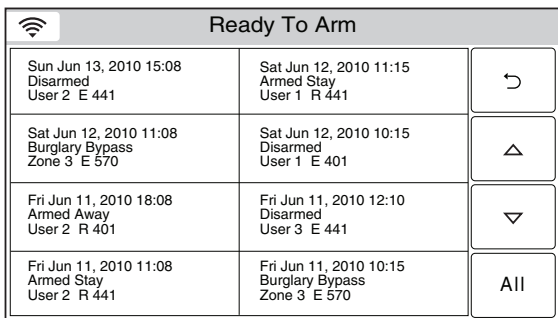 Ready To Arm
Sun Jun 13, 2010 15:08
Disarmed
User 2 E 441
Sat Jun 12, 2010 11:15
Armed Stay
User 1 R 441
Sat Jun 12, 2010 11:08
Burglary Bypass
Zone 3 E 570
Sat Jun 12, 2010 10:15
Disarmed
User 1 E 401
Fri Jun 11, 2010 18:08
Armed Away
User 2 R 401
Fri Jun 11, 2010 12:10
Disarmed
User 3 E 441
Fri Jun 11, 2010 11:08
Armed Stay
User 2 R 441
Fri Jun 11, 2010 10:15
Burglary Bypass
Zone 3 E 570
All